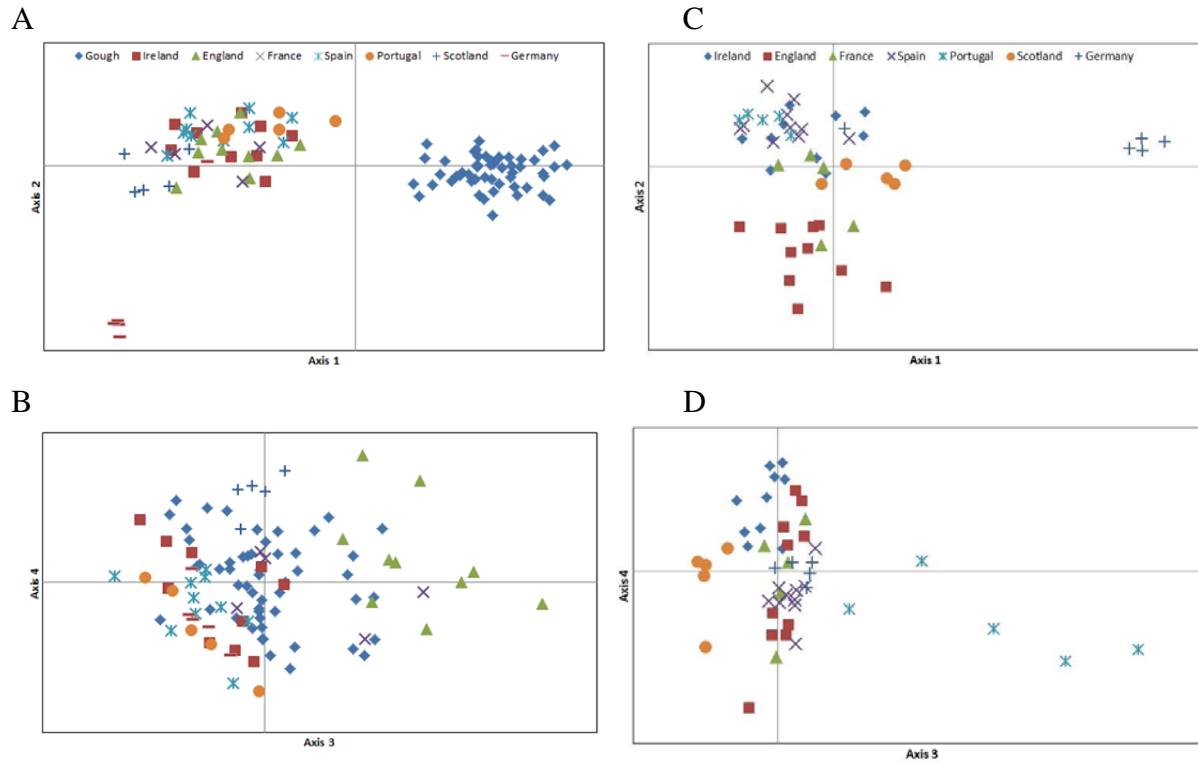 A
Gough Ireland England France Spain Portugal Scotland Germany
Axis 2
Axis 1
B
Axis 4
Axis 3
C
Ireland England France Spain Portugal Scotland Germany
Axis 2
Axis 1
D
Axis 4
Axis 3